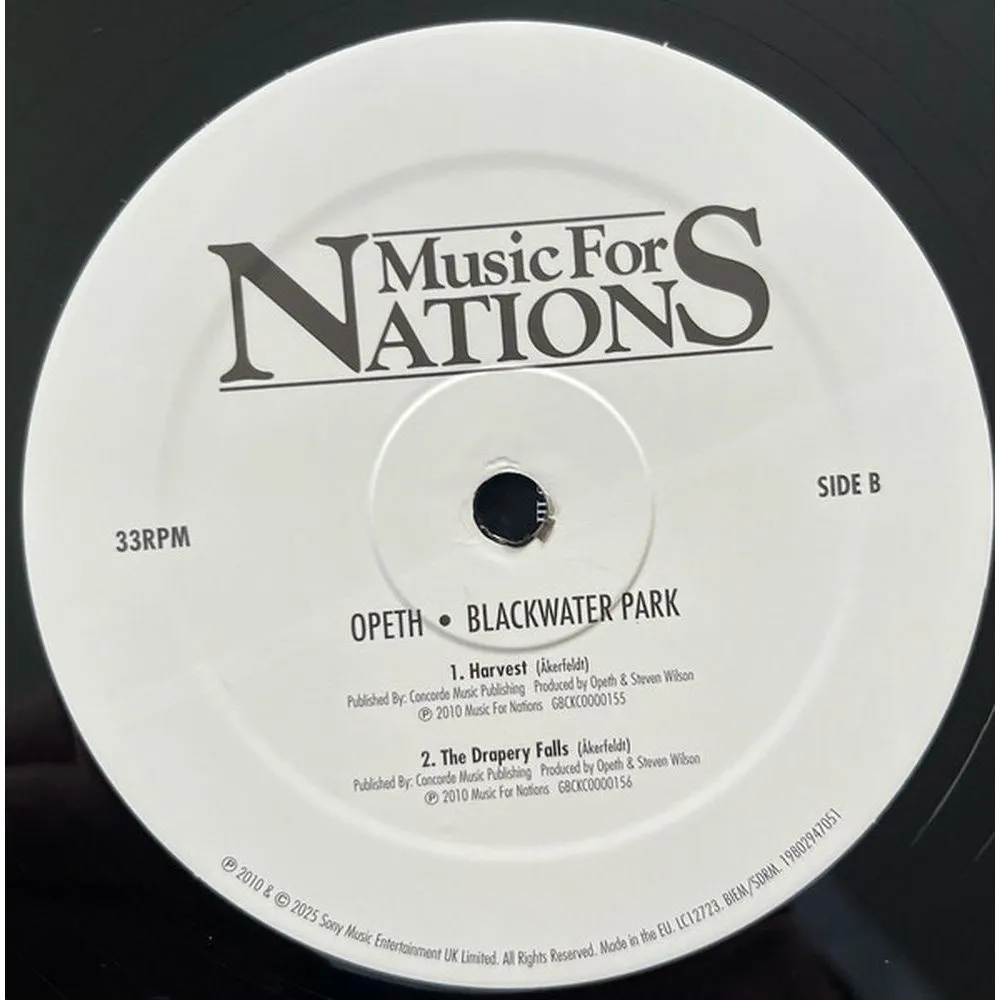 Music For
NATIONS
SIDE B
33RPM
OPETH • BLACKWATER PARK
1. Harvest (Åkerfeldt)
Published By: Concorde Music Publishing Produced by Opeth & Steven Wilson
℗ 2010 Music For Nations GBCKC0000155
2. The Drapery Falls (Åkerfeldt)
Published By: Concorde Music Publishing Produced by Opeth & Steven Wilson
℗ 2010 Music For Nations GBCKC0000156
℗ 2010 & © 2025 Sony Music Entertainment UK Limited. All Rights Reserved. Made in the EU. LC12723. BIEM/SDRM. 19802947051